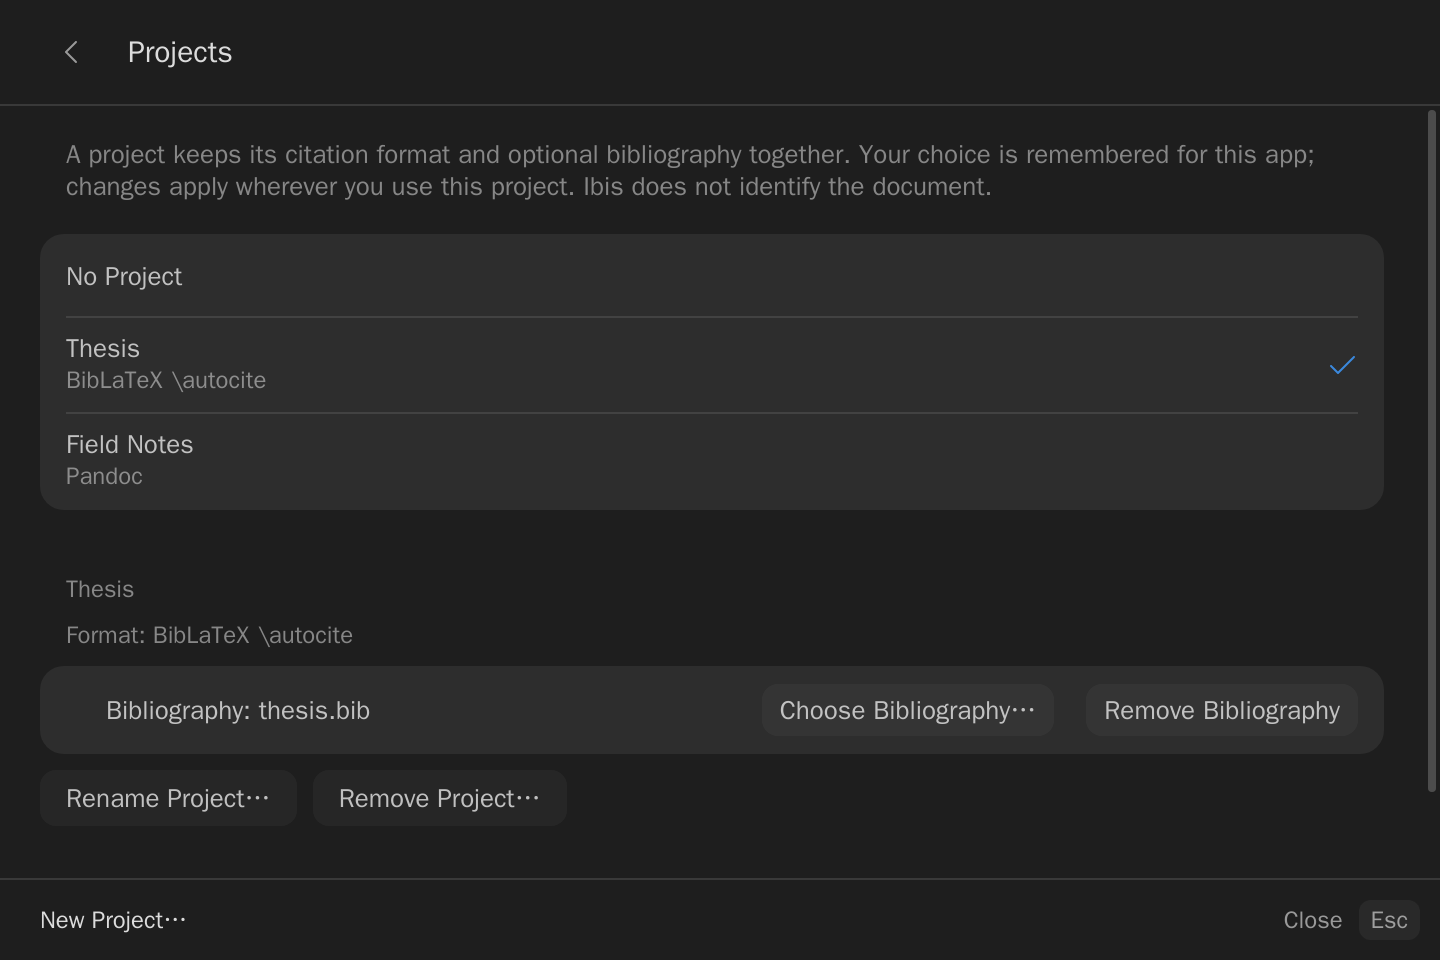 Projects
A project keeps its citation format and optional bibliography together. Your choice is remembered for this app;
changes apply wherever you use this project. Ibis does not identify the document.
No Project
Thesis
BibLaTeX \autocite
Field Notes
Pandoc
Thesis
Format: BibLaTeX \autocite
Bibliography: thesis.bib
Choose Bibliography…
Remove Bibliography
Rename Project…
Remove Project…
New Project…
Close
Esc